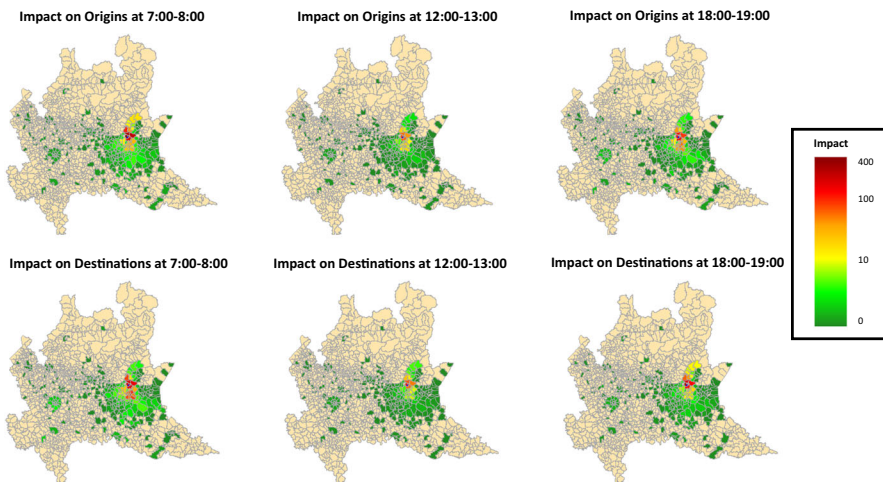 Impact on Origins at 7:00-8:00
Impact on Origins at 12:00-13:00
Impact on Origins at 18:00-19:00
Impact
400
100
10
0
Impact on Destinations at 7:00-8:00
Impact on Destinations at 12:00-13:00
Impact on Destinations at 18:00-19:00